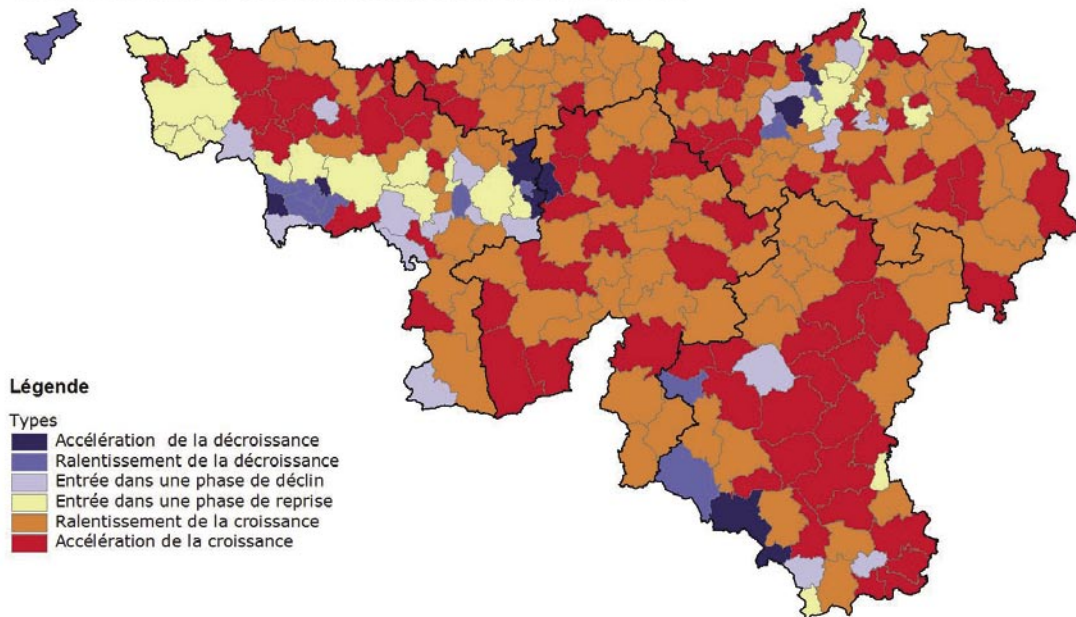 Légende
Types
Accélération de la décroissance
Ralentissement de la décroissance
Entrée dans une phase de déclin
Entrée dans une phase de reprise
Ralentissement de la croissance
Accélération de la croissance